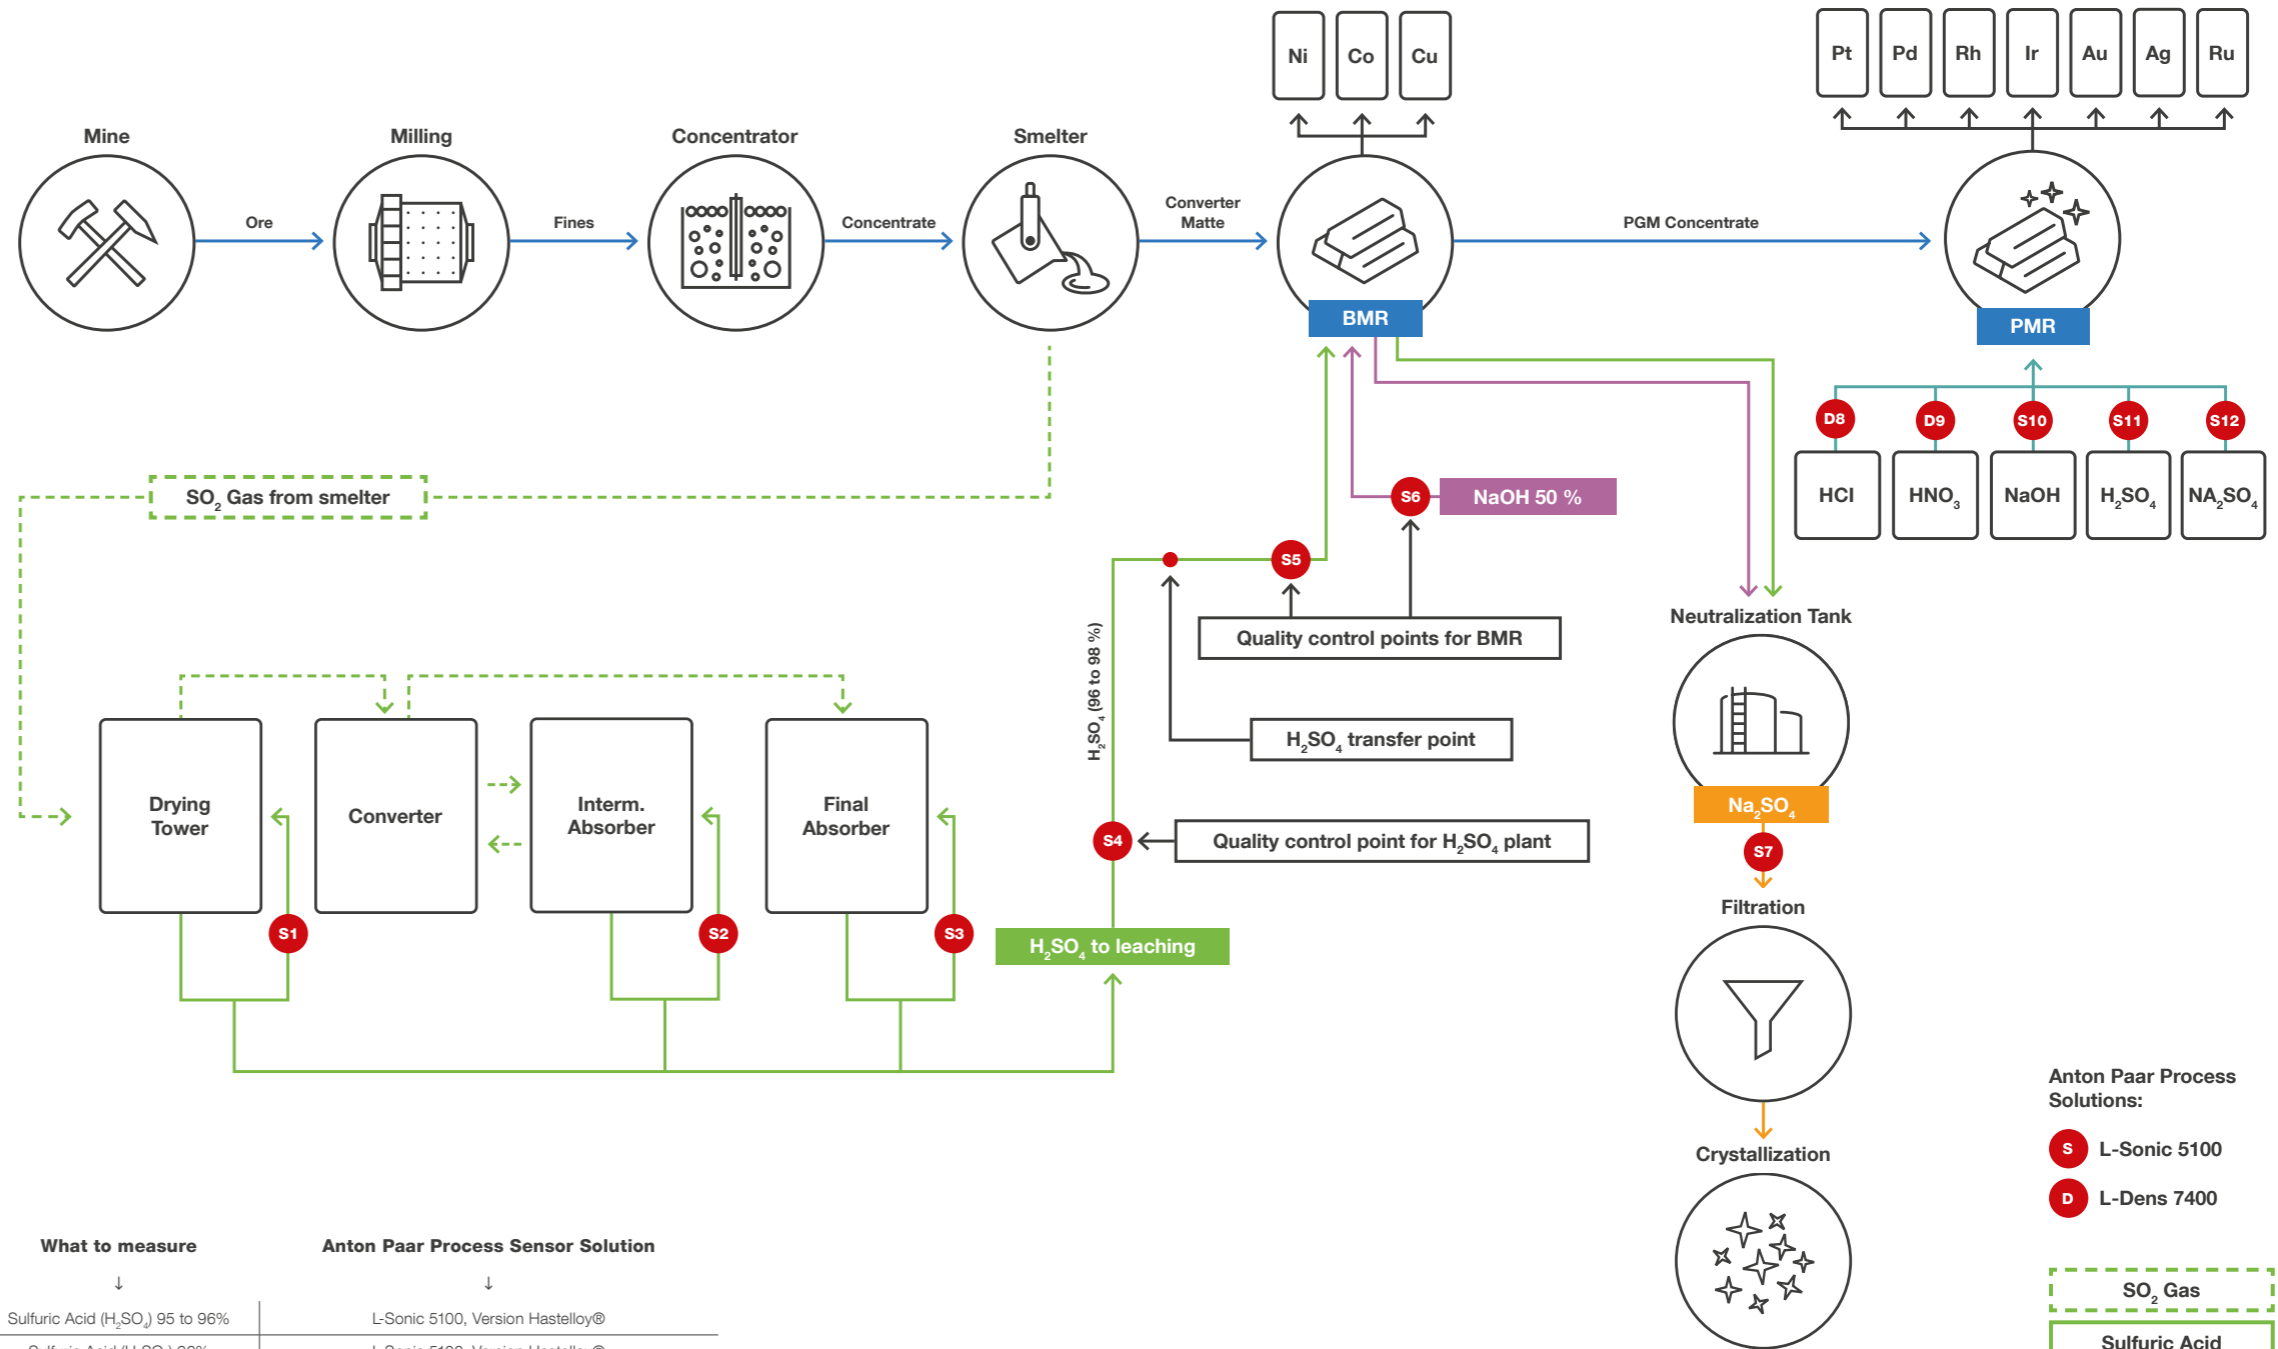 Ni
Co
Cu
Pt
Pd
Rh
Ir
Au
Ag
Ru
Mine
Milling
Concentrator
Smelter
Ore
Fines
Concentrate
Converter
Matte
PGM Concentrate
BMR
PMR
D8
D9
S10
S11
S12
HCl
HNO₃
NaOH
H₂SO₄
NA₂SO₄
SO₂ Gas from smelter
S6
NaOH 50 %
S5
Quality control points for BMR
H₂SO₄ (96 to 98 %)
H₂SO₄ transfer point
Neutralization Tank
Drying
Tower
Converter
Interm.
Absorber
Final
Absorber
S4
Quality control point for H₂SO₄ plant
Na₂SO₄
S7
S1
S2
S3
H₂SO₄ to leaching
Filtration
Crystallization
Anton Paar Process
Solutions:
S
L-Sonic 5100
D
L-Dens 7400
SO₂ Gas
Sulfuric Acid
What to measure
Anton Paar Process Sensor Solution
↓
↓
Sulfuric Acid (H₂SO₄) 95 to 96%
L-Sonic 5100, Version Hastelloy®